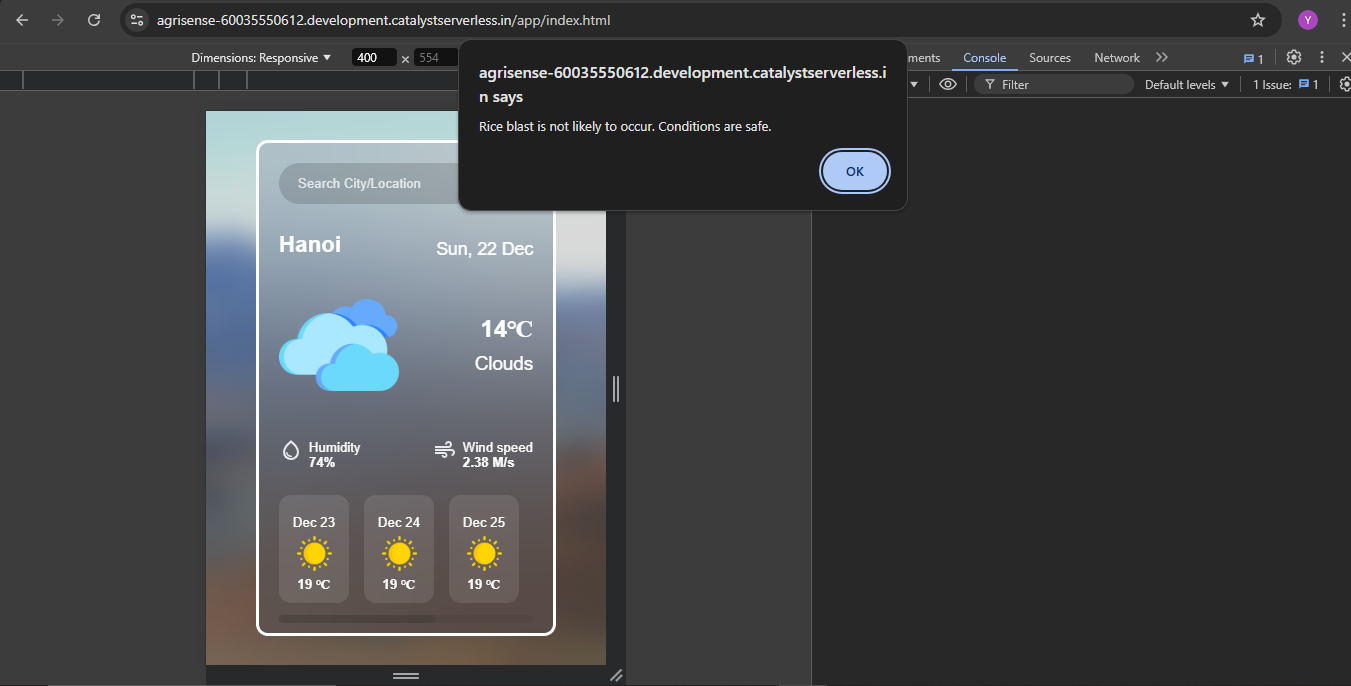 agrisense-60035550612.development.catalystserverless.in/app/index.html
Y
Dimensions: Responsive
400 × 554
ments Console Sources Network 1
Filter Default levels 1 Issue: 1
agrisense-60035550612.development.catalystserverless.i
n says
Rice blast is not likely to occur. Conditions are safe.
OK
Search City/Location
Hanoi
Sun, 22 Dec
14°C
Clouds
Humidity
74%
Wind speed
2.38 M/s
Dec 23
19 °C
Dec 24
19 °C
Dec 25
19 °C